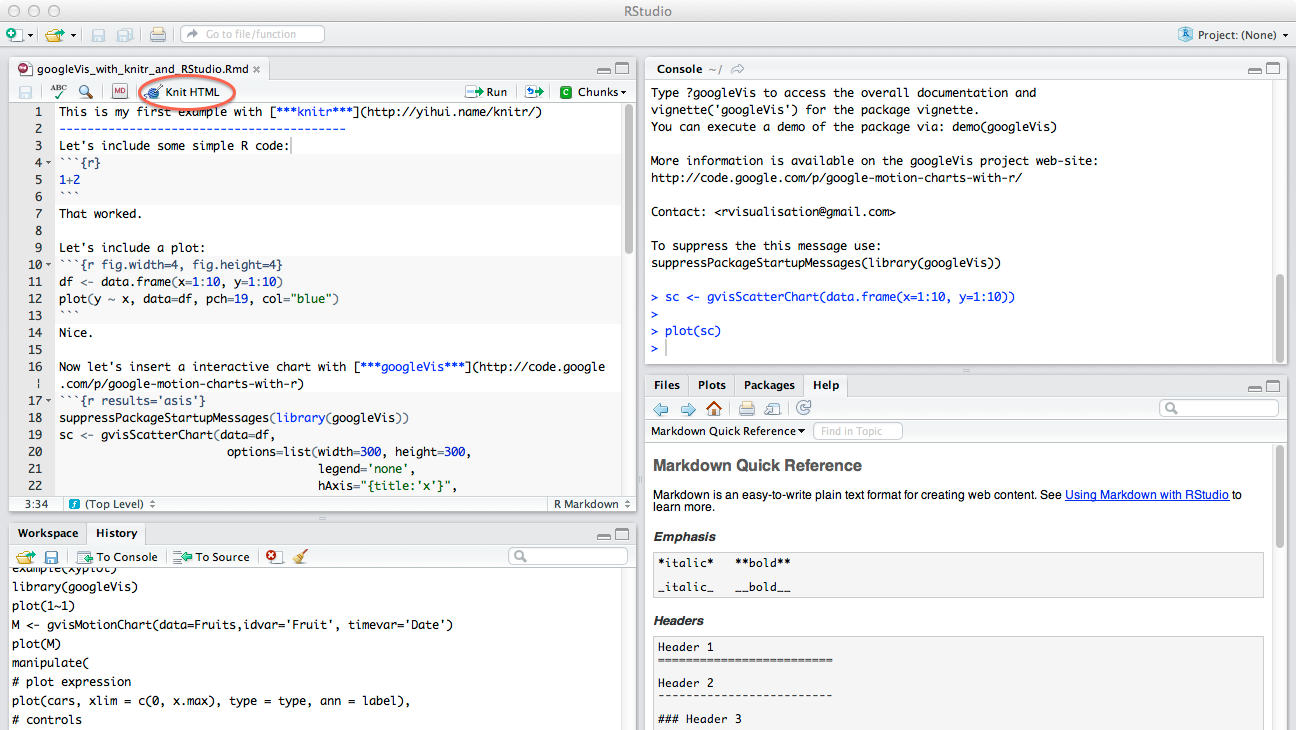 RStudio
Go to file/function
Project: (None)
googleVis_with_knitr_and_RStudio.Rmd
ABC
MD
Knit HTML
Run
C Chunks
1 This is my first example with [***knitr***](http://yihui.name/knitr/)
2 -----------------------------------------
3 Let's include some simple R code:
4 ```{r}
5 1+2
6 ```
7 That worked.
8
9 Let's include a plot:
10 ```{r fig.width=4, fig.height=4}
11 df <- data.frame(x=1:10, y=1:10)
12 plot(y ~ x, data=df, pch=19, col="blue")
13 ```
14 Nice.
15
16 Now let's insert a interactive chart with [***googleVis***](http://code.google
.com/p/google-motion-charts-with-r)
17 ```{r results='asis'}
18 suppressPackageStartupMessages(library(googleVis))
19 sc <- gvisScatterChart(data=df,
20 options=list(width=300, height=300,
21 legend='none',
22 hAxis="{title:'x'}",
3:34
(Top Level)
R Markdown
Workspace
History
To Console
To Source
example(xyplot)
library(googleVis)
plot(1~1)
M <- gvisMotionChart(data=Fruits,idvar='Fruit', timevar='Date')
plot(M)
manipulate(
# plot expression
plot(cars, xlim = c(0, x.max), type = type, ann = label),
# controls
Console ~/
Type ?googleVis to access the overall documentation and
vignette('googleVis') for the package vignette.
You can execute a demo of the package via: demo(googleVis)
More information is available on the googleVis project web-site:
http://code.google.com/p/google-motion-charts-with-r/
Contact: <rvisualisation@gmail.com>
To suppress the this message use:
suppressPackageStartupMessages(library(googleVis))
> sc <- gvisScatterChart(data.frame(x=1:10, y=1:10))
>
> plot(sc)
>
Files
Plots
Packages
Help
Markdown Quick Reference
Find in Topic
Markdown Quick Reference
Markdown is an easy-to-write plain text format for creating web content. See Using Markdown with RStudio to
learn more.
Emphasis
*italic* **bold**
_italic_ __bold__
Headers
Header 1
=========================
Header 2
-------------------------
### Header 3